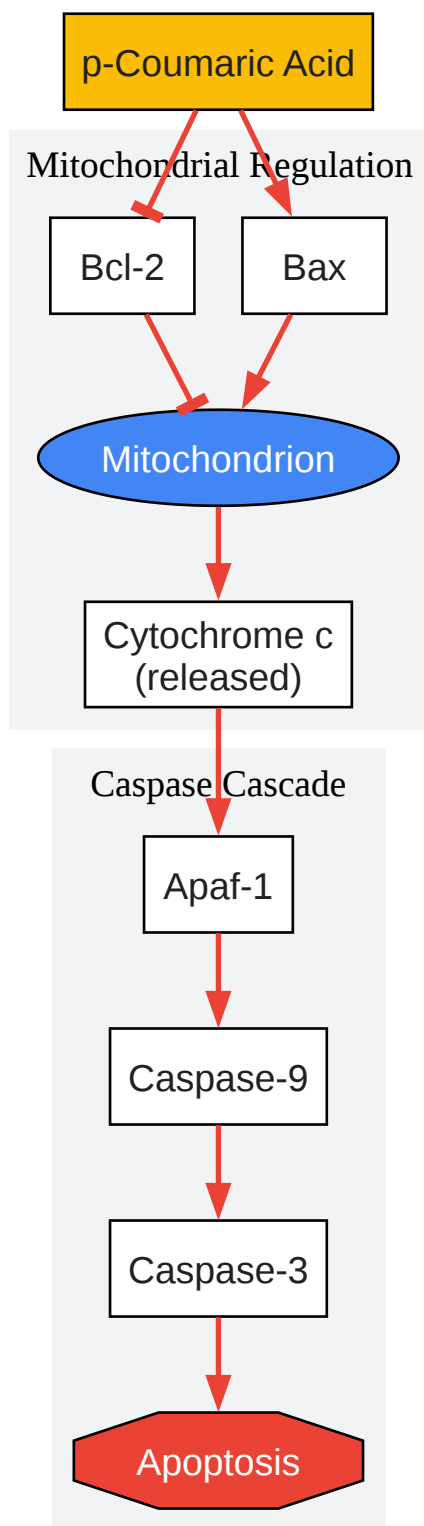 p-Coumaric Acid
Mitochondrial Regulation
Bcl-2
Bax
Mitochondrion
Cytochrome c
(released)
Caspase Cascade
Apaf-1
Caspase-9
Caspase-3
Apoptosis